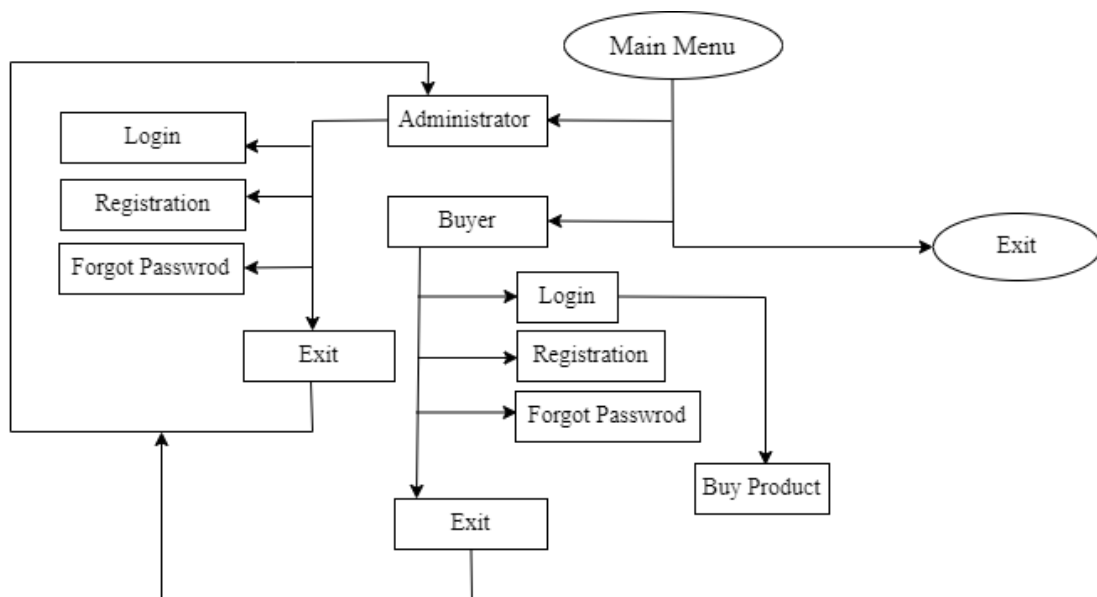 Main Menu
Administrator
Login
Registration
Forgot Passwrod
Exit
Buyer
Exit
Login
Registration
Forgot Passwrod
Buy Product
Exit